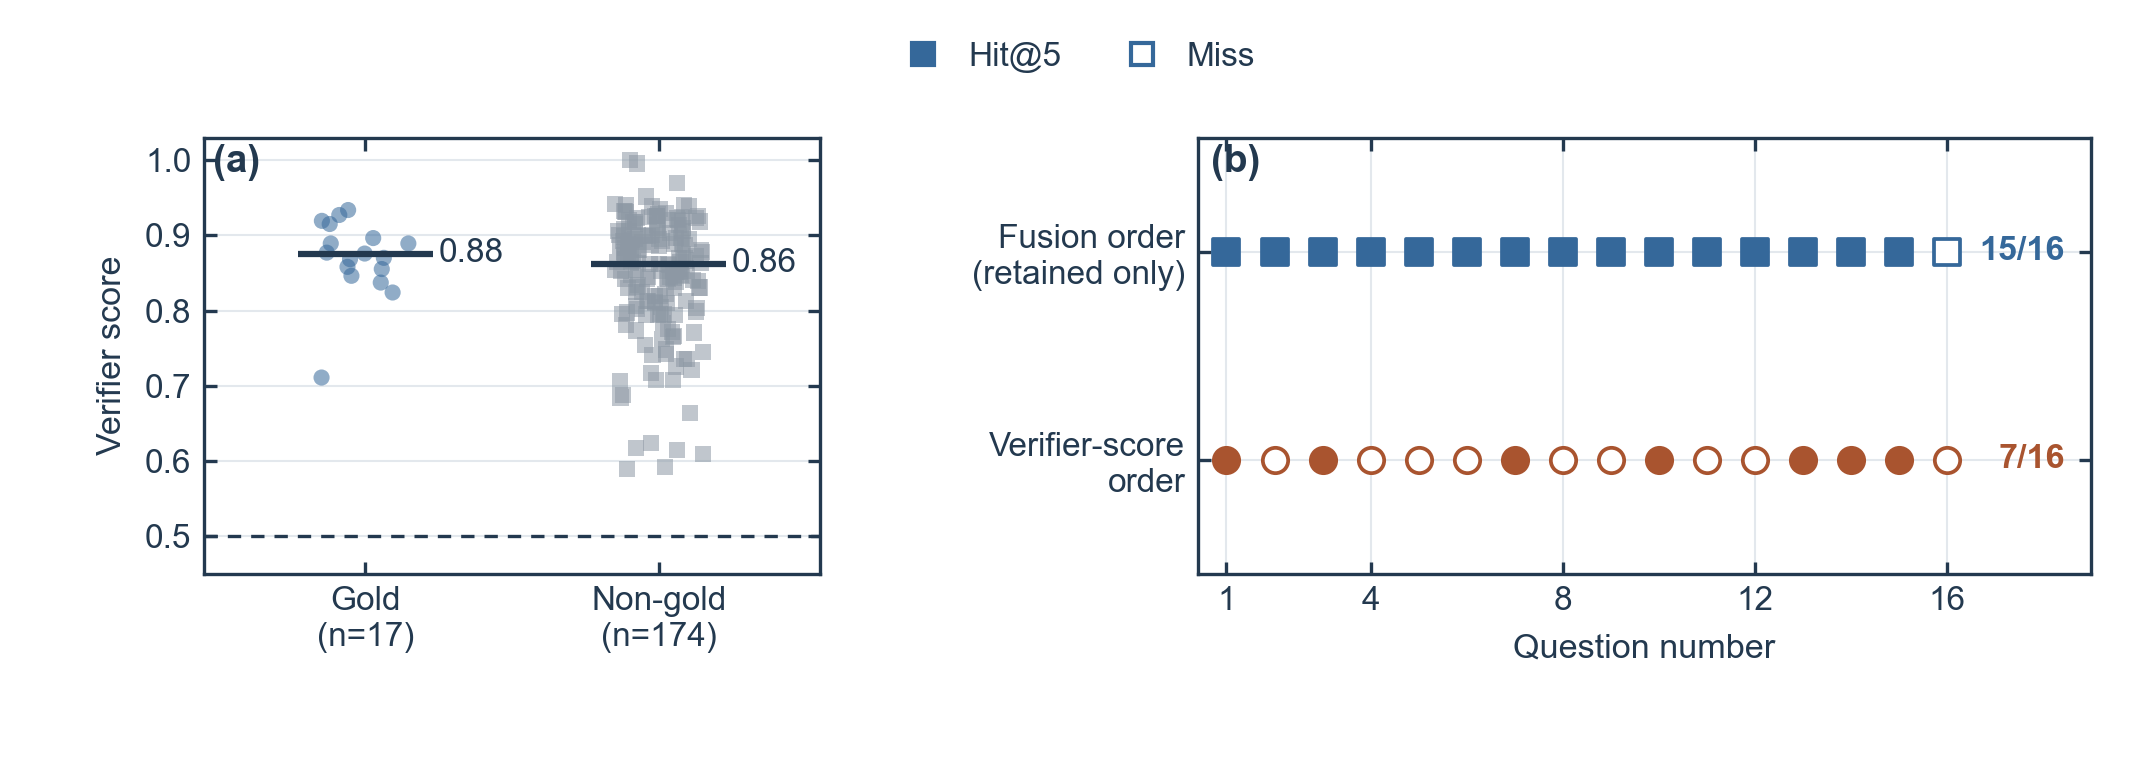 Hit@5
Miss
(a)
1.0
0.9
0.8
0.7
0.6
0.5
Verifier score
0.88
0.86
Gold
(n=17)
Non-gold
(n=174)
(b)
Fusion order
(retained only)
15/16
Verifier-score
order
7/16
1
4
8
12
16
Question number